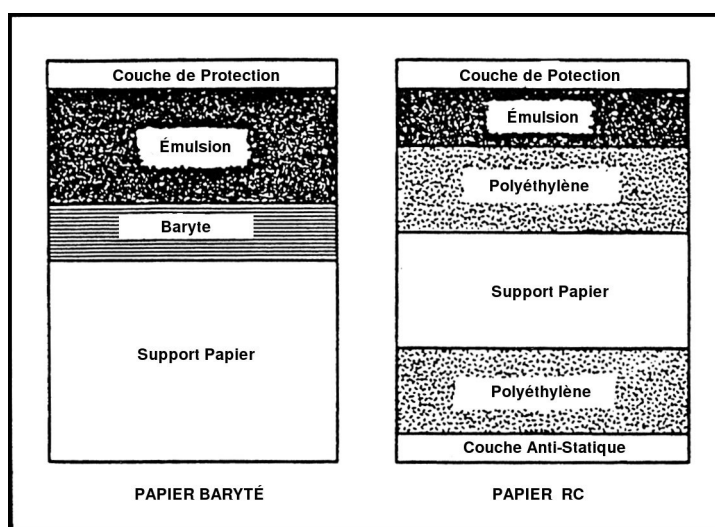 Couche de Protection
Émulsion
Baryte
Support Papier
PAPIER BARYTÉ
Couche de Potection
Émulsion
Polyéthylène
Support Papier
Polyéthylène
Couche Anti-Statique
PAPIER RC